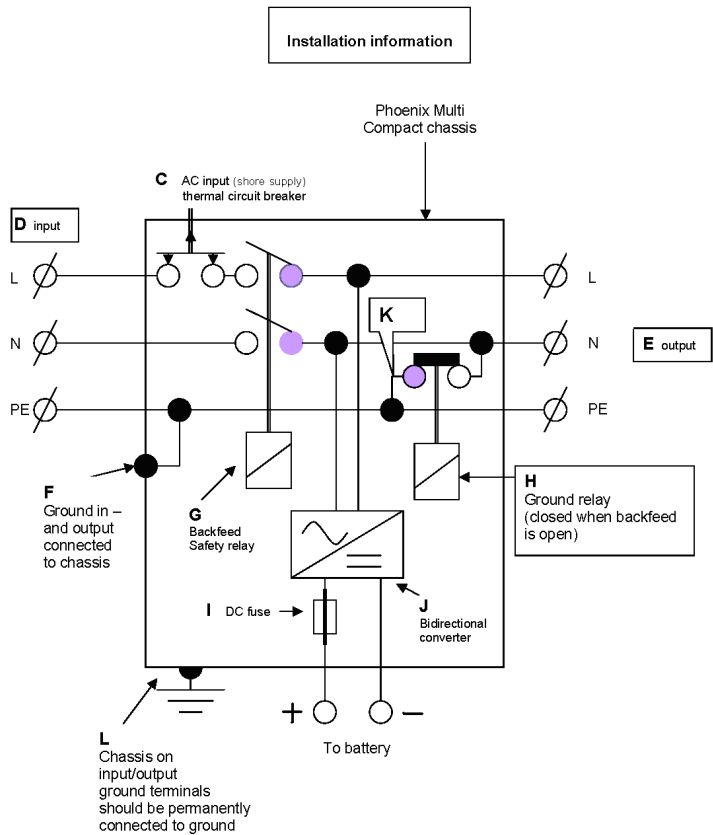 Installation information
Phoenix Multi
Compact chassis
C AC input (shore supply)
thermal circuit breaker
D input
L
L
K
N
N
E output
PE
PE
F
Ground in –
and output
connected
to chassis
G
Backfeed
Safety relay
H
Ground relay
(closed when backfeed
is open)
I DC fuse
J
Bidirectional
converter
+
–
To battery
L
Chassis on
input/output
ground terminals
should be permanently
connected to ground